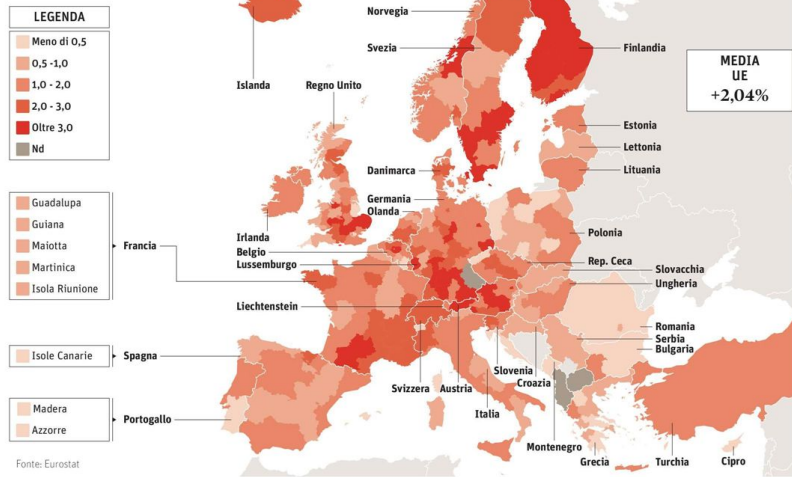 LEGENDA
Meno di 0,5
0,5 -1,0
1,0 - 2,0
2,0 - 3,0
Oltre 3,0
Nd
Guadalupa
Guiana
Maiotta
Martinica
Isola Riunione
Francia
Isole Canarie
Spagna
Madera
Azzorre
Portogallo
Fonte: Eurostat
Norvegia
Svezia
Finlandia
Islanda
Regno Unito
MEDIA
UE
+2,04%
Estonia
Lettonia
Lituania
Danimarca
Germania
Olanda
Irlanda
Belgio
Lussemburgo
Polonia
Rep. Ceca
Slovacchia
Ungheria
Liechtenstein
Romania
Serbia
Bulgaria
Slovenia
Croazia
Svizzera
Austria
Italia
Montenegro
Grecia
Turchia
Cipro